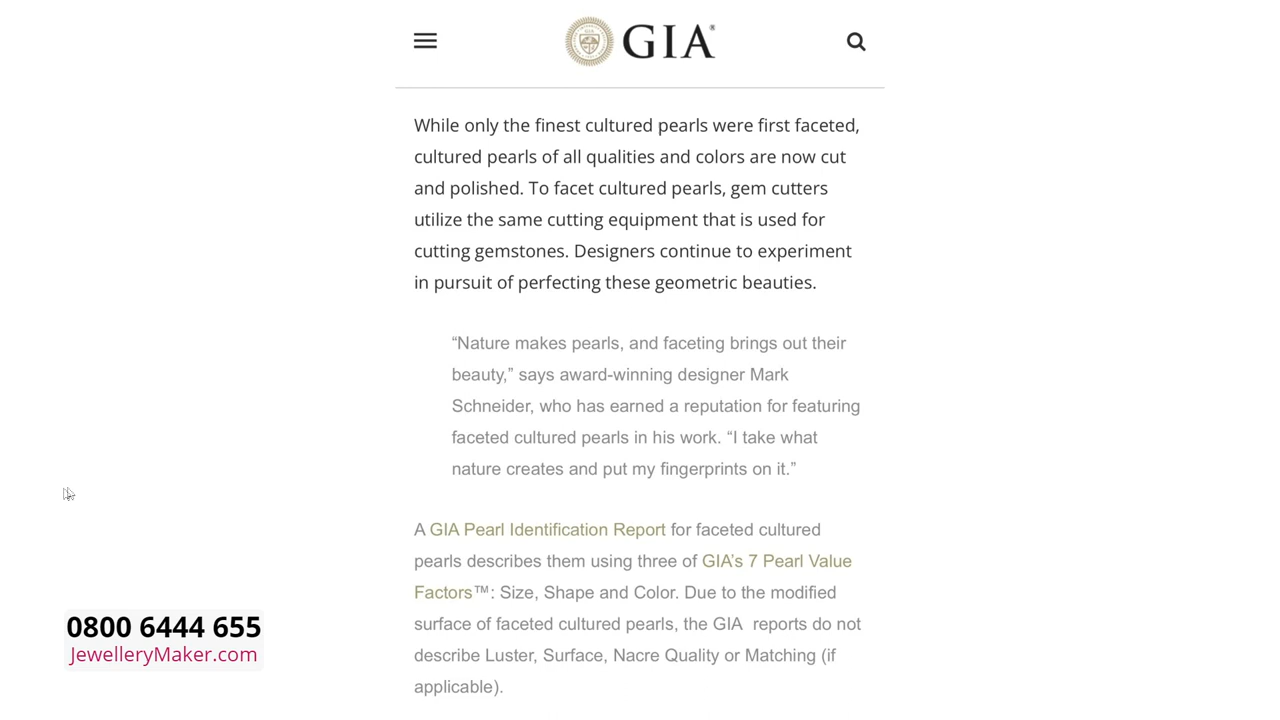 GIA®
While only the finest cultured pearls were first faceted,
cultured pearls of all qualities and colors are now cut
and polished. To facet cultured pearls, gem cutters
utilize the same cutting equipment that is used for
cutting gemstones. Designers continue to experiment
in pursuit of perfecting these geometric beauties.
“Nature makes pearls, and faceting brings out their
beauty,” says award-winning designer Mark
Schneider, who has earned a reputation for featuring
faceted cultured pearls in his work. “I take what
nature creates and put my fingerprints on it.”
A GIA Pearl Identification Report for faceted cultured
pearls describes them using three of GIA’s 7 Pearl Value
Factors™: Size, Shape and Color. Due to the modified
surface of faceted cultured pearls, the GIA  reports do not
describe Luster, Surface, Nacre Quality or Matching (if
applicable).
0800 6444 655
JewelleryMaker.com